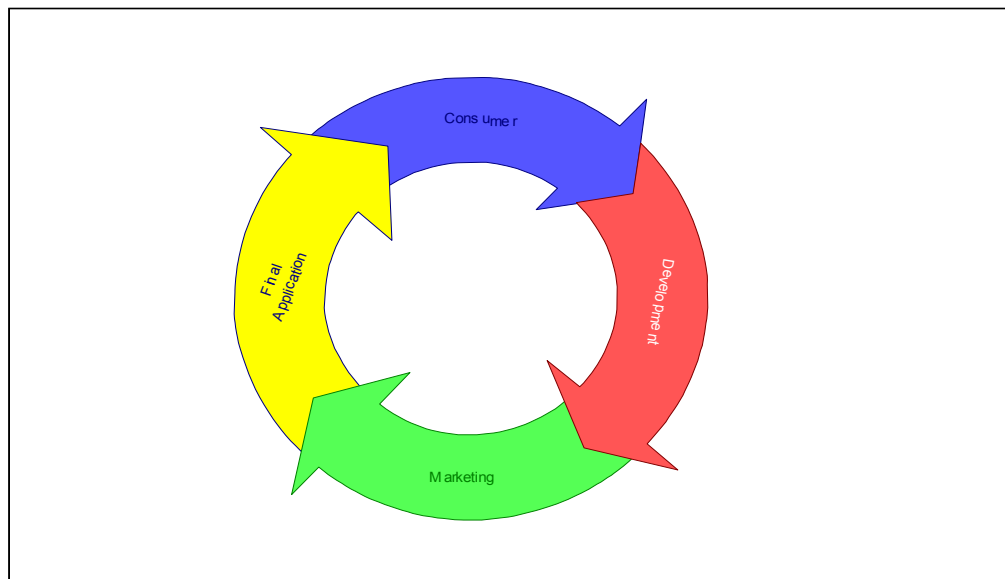 Consumer
Development
Marketing
Final
Application